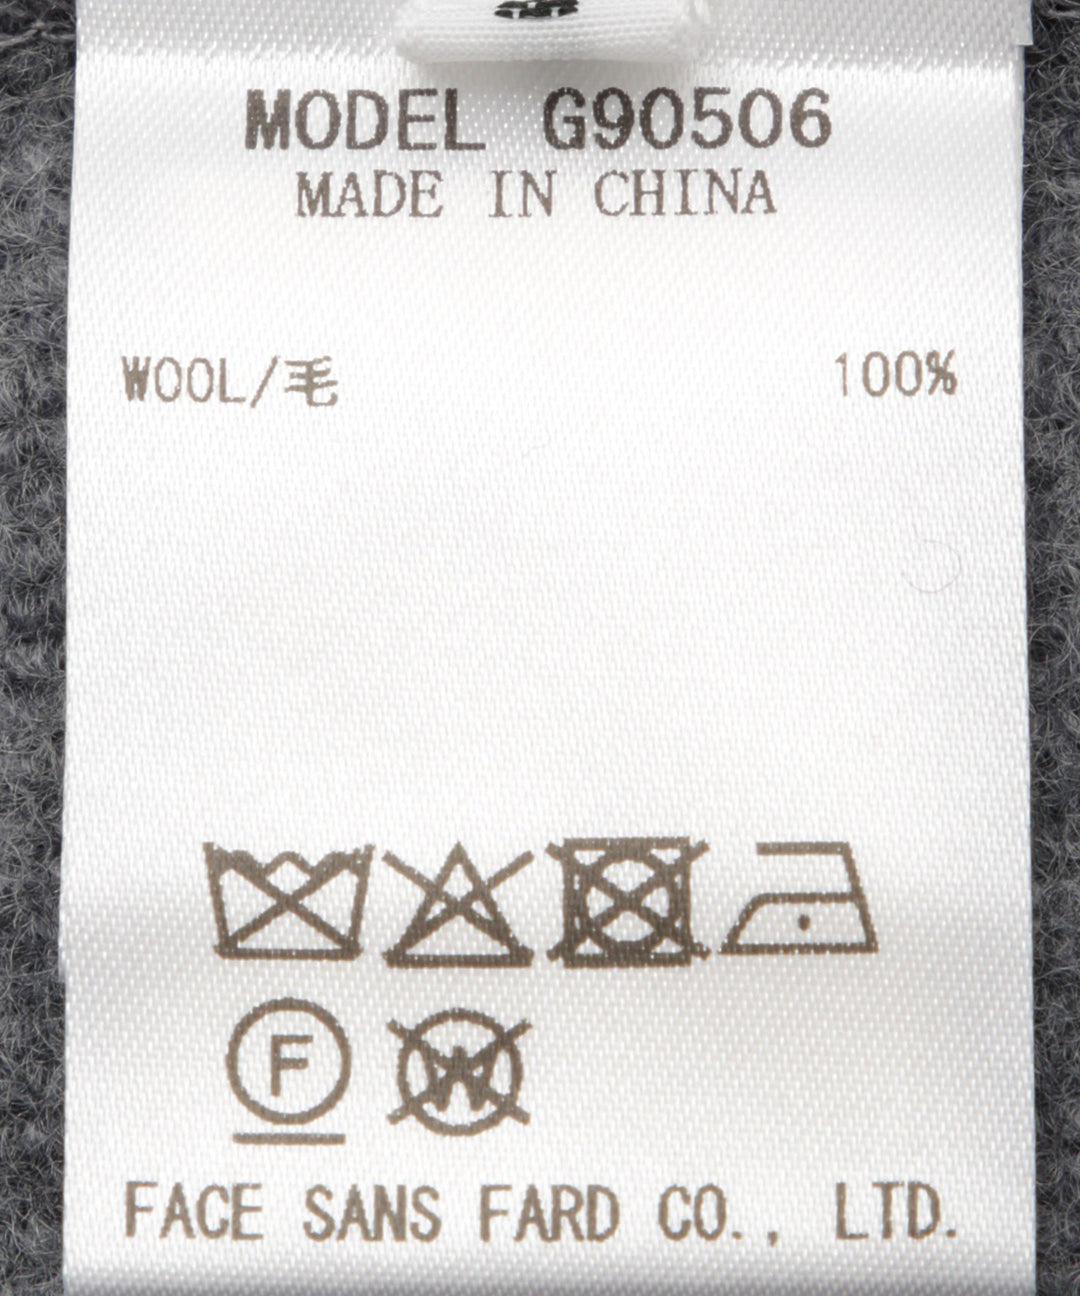 MODEL G90506
MADE IN CHINA
WOOL/毛 100%
F W
FACE SANS FARD CO., LTD.